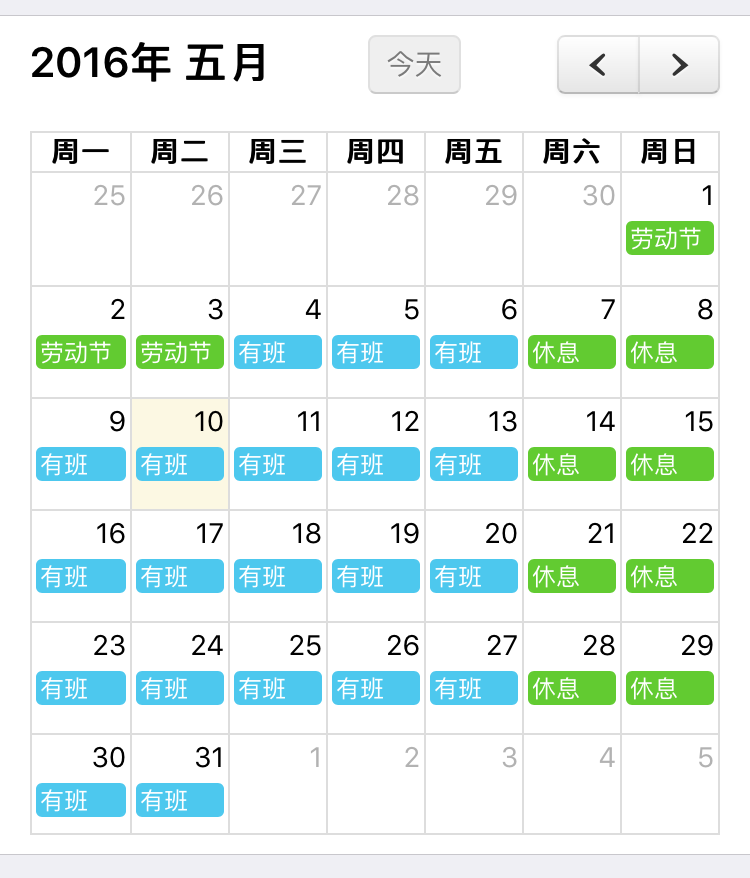 2016年 五月 今天
周一 周二 周三 周四 周五 周六 周日
25 26 27 28 29 30 1
劳动节
2 3 4 5 6 7 8
劳动节 劳动节 有班 有班 有班 休息 休息
9 10 11 12 13 14 15
有班 有班 有班 有班 有班 休息 休息
16 17 18 19 20 21 22
有班 有班 有班 有班 有班 休息 休息
23 24 25 26 27 28 29
有班 有班 有班 有班 有班 休息 休息
30 31 1 2 3 4 5
有班 有班